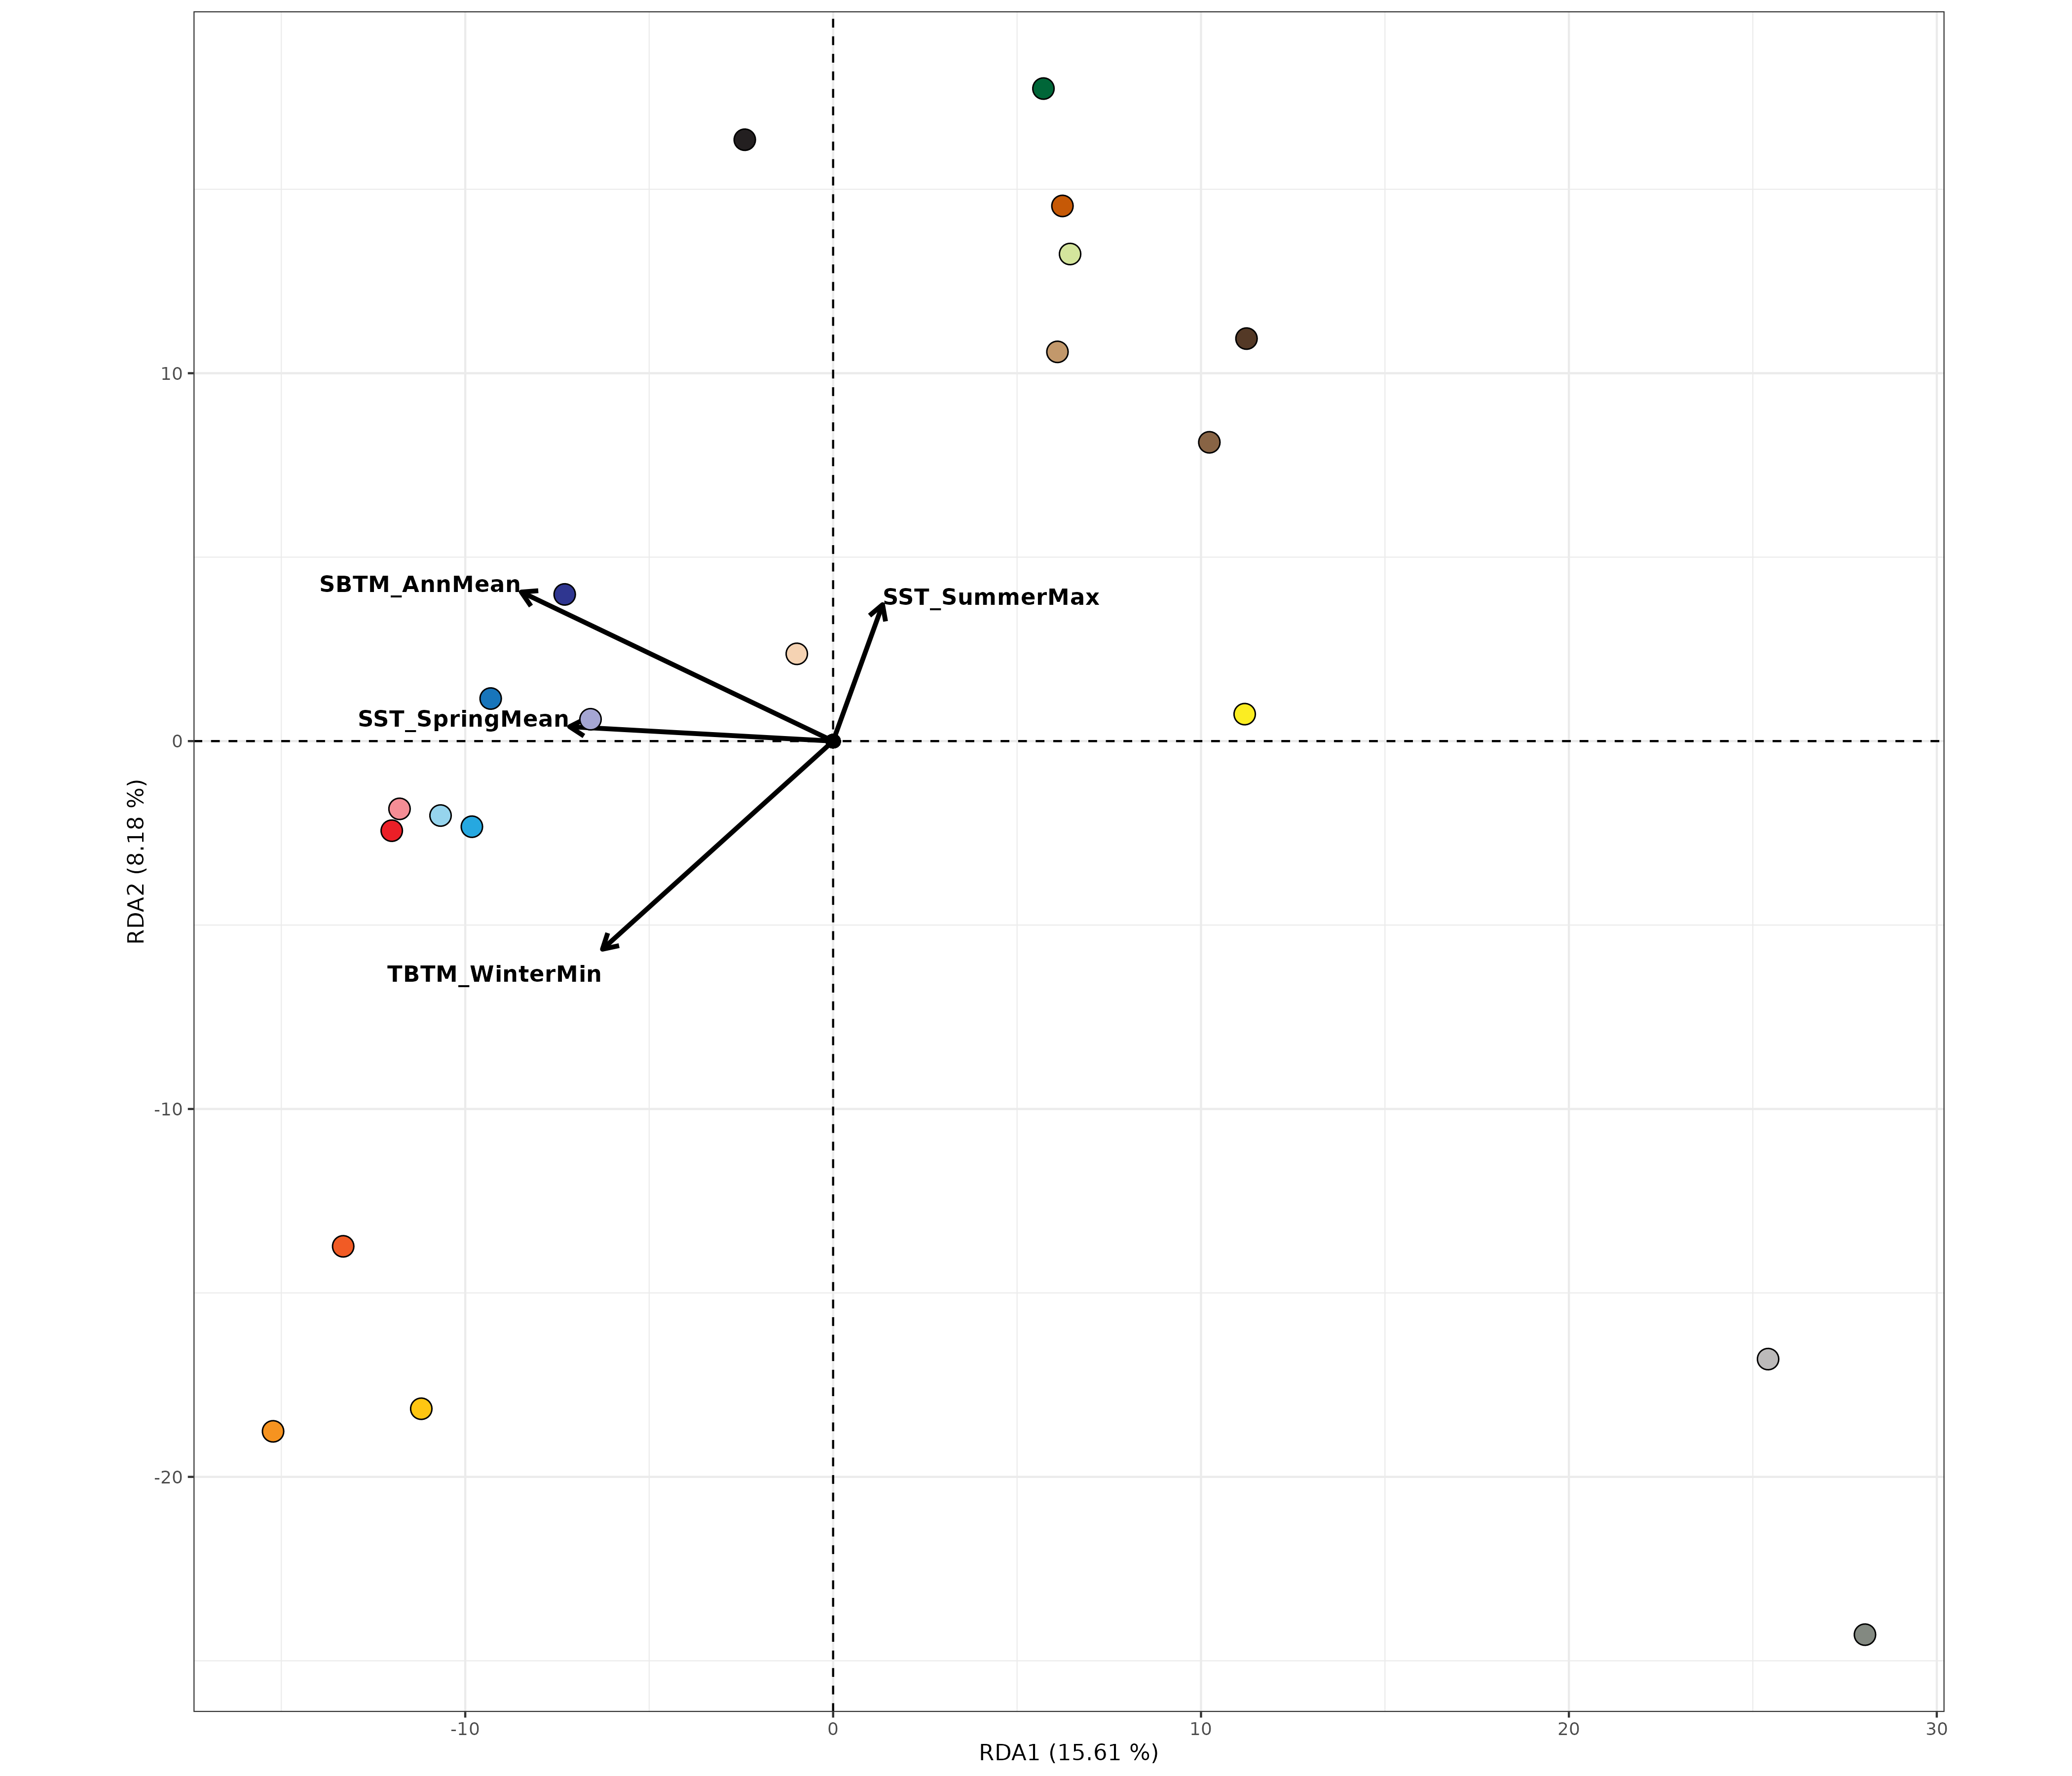 10
SBTM_AnnMean
SST_SummerMax
SST_SpringMean
0
RDA2 (8.18 %)
TBTM_WinterMin
-10
-20
-10 0 10 20 30
RDA1 (15.61 %)